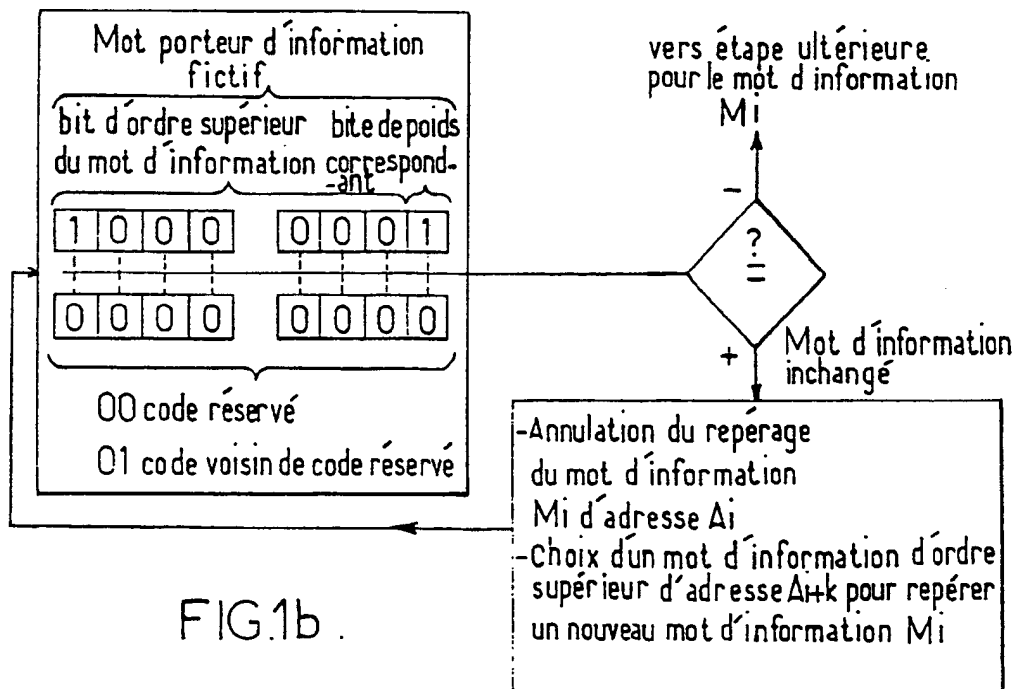 Mot porteur d'information
fictif
bit d'ordre supérieur
du mot d'information
bite de poids
correspond-
-ant
1 0 0 0 0 0 0 1
0 0 0 0 0 0 0 0
00 code réservé
01 code voisin de code réservé
vers étape ultérieure
pour le mot d'information
Mi
-
?
=
+
Mot d'information
inchangé
-Annulation du repérage
du mot d'information
Mi d'adresse Ai
-Choix d'un mot d'information d'ordre
supérieur d'adresse Ai+k pour repérer
un nouveau mot d'information Mi
FIG.1b.